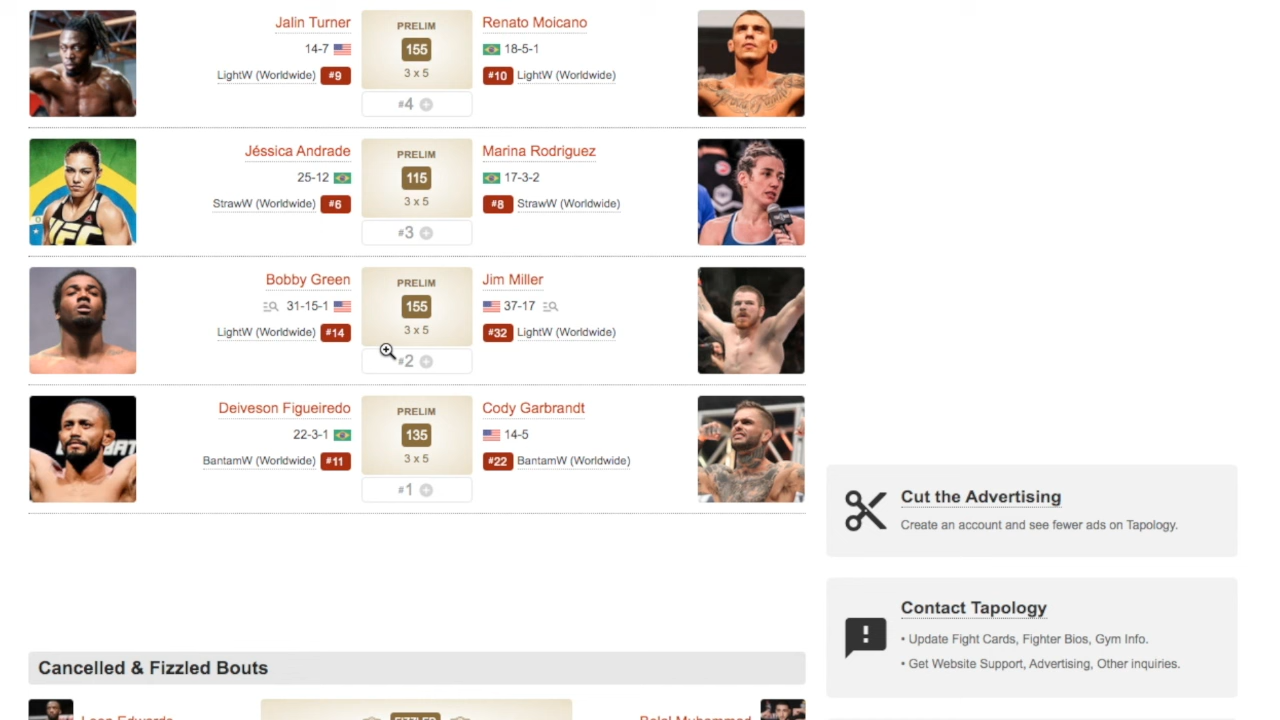 Jalin Turner
PRELIM
Renato Moicano
14-7
155
18-5-1
LightW (Worldwide) #9
3 x 5
#10 LightW (Worldwide)
#4
Jéssica Andrade
PRELIM
Marina Rodriguez
25-12
115
17-3-2
StrawW (Worldwide) #6
3 x 5
#8 StrawW (Worldwide)
#3
Bobby Green
PRELIM
Jim Miller
31-15-1
155
37-17
LightW (Worldwide) #14
3 x 5
#32 LightW (Worldwide)
#2
Deiveson Figueiredo
PRELIM
Cody Garbrandt
22-3-1
135
14-5
BantamW (Worldwide) #11
3 x 5
#22 BantamW (Worldwide)
#1
Cut the Advertising
Create an account and see fewer ads on Tapology.
Contact Tapology
• Update Fight Cards, Fighter Bios, Gym Info.
• Get Website Support, Advertising, Other inquiries.
Cancelled & Fizzled Bouts
Leon Edwards
FIZZLED
Belal Muhammad